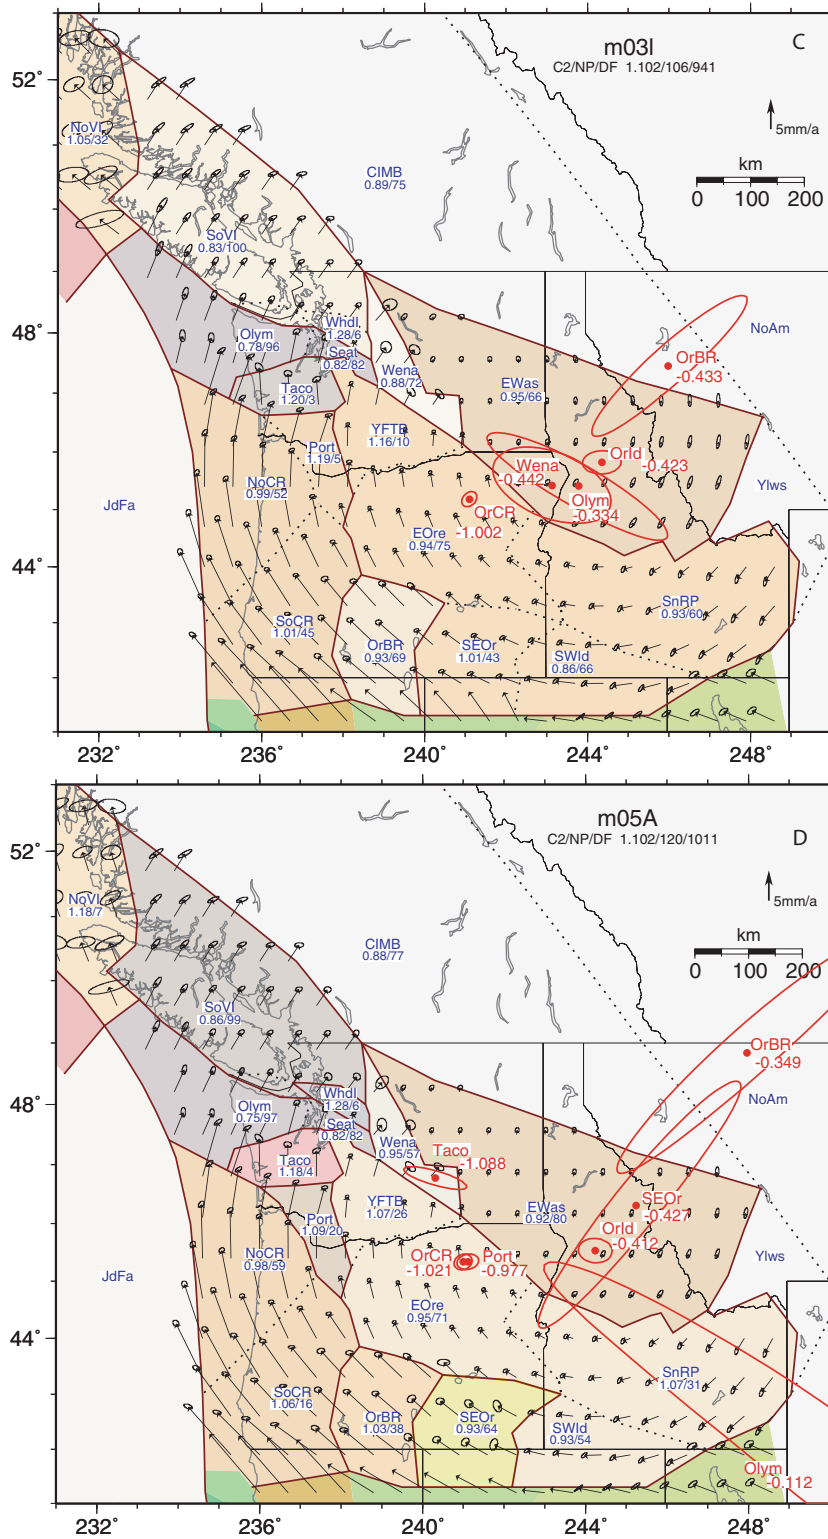 m03l
C
C2/NP/DF 1.102/106/941
52°
5mm/a
NoVI
1.05/32
km
0 100 200
CIMB
0.89/75
SoVI
0.83/100
48°
NoAm
Whdl
1.28/6
Olym
0.78/96
Seat
0.82/82
OrBR
-0.433
Wena
0.88/72
EWas
0.95/66
Taco
1.20/3
YFTB
1.16/10
Port
1.19/5
OrId
-0.423
Wena
-0.442
NoCR
0.99/52
Ylws
JdFa
Olym
-0.334
OrCR
-1.002
EOre
0.94/75
44°
SnRP
0.93/60
SoCR
1.01/45
OrBR
0.93/69
SEOr
1.01/43
SWId
0.86/66
232° 236° 240° 244° 248°
m05A
D
C2/NP/DF 1.102/120/1011
52°
5mm/a
NoVI
1.18/7
km
0 100 200
CIMB
0.88/77
SoVI
0.86/99
OrBR
-0.349
NoAm
48°
Whdl
1.28/6
Olym
0.75/97
Seat
0.82/82
Wena
0.95/57
Taco
-1.088
Taco
1.18/4
YFTB
1.07/26
SEOr
-0.427
EWas
0.92/80
Port
1.09/20
OrId
-0.412
NoCR
0.98/59
OrCR
-1.021
Port
-0.977
Ylws
JdFa
EOre
0.95/71
44°
SnRP
1.07/31
SoCR
1.06/16
OrBR
1.03/38
SEOr
0.93/64
SWId
0.93/54
Olym
-0.112
232° 236° 240° 244° 248°